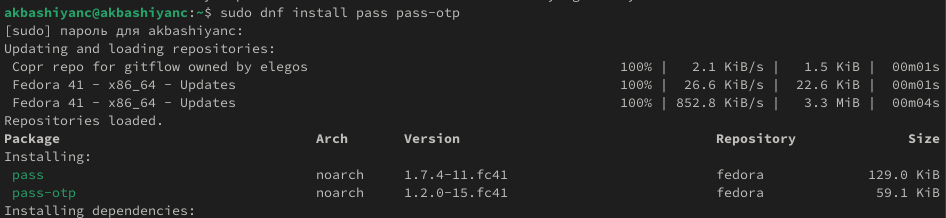 akbashiyanc@akbashiyanc:~$ sudo dnf install pass pass-otp
[sudo] пароль для akbashiyanc:
Updating and loading repositories:
 Copr repo for gitflow owned by elegos 100% | 2.1 KiB/s | 1.5 KiB | 00m01s
 Fedora 41 - x86_64 - Updates 100% | 26.6 KiB/s | 22.6 KiB | 00m01s
 Fedora 41 - x86_64 - Updates 100% | 852.8 KiB/s | 3.3 MiB | 00m04s
Repositories loaded.
Package Arch Version Repository Size
Installing:
 pass noarch 1.7.4-11.fc41 fedora 129.0 KiB
 pass-otp noarch 1.2.0-15.fc41 fedora 59.1 KiB
Installing dependencies: